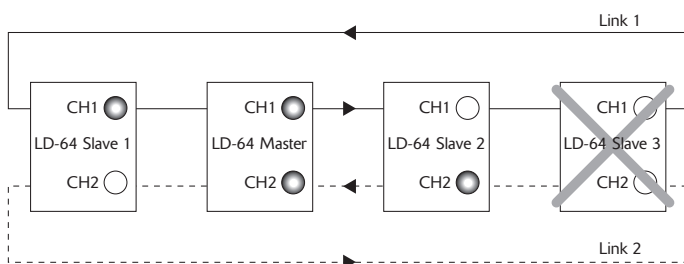 Link 1
CH1
LD-64 Slave 1
CH2
CH1
LD-64 Master
CH2
CH1
LD-64 Slave 2
CH2
CH1
LD-64 Slave 3
CH2
Link 2